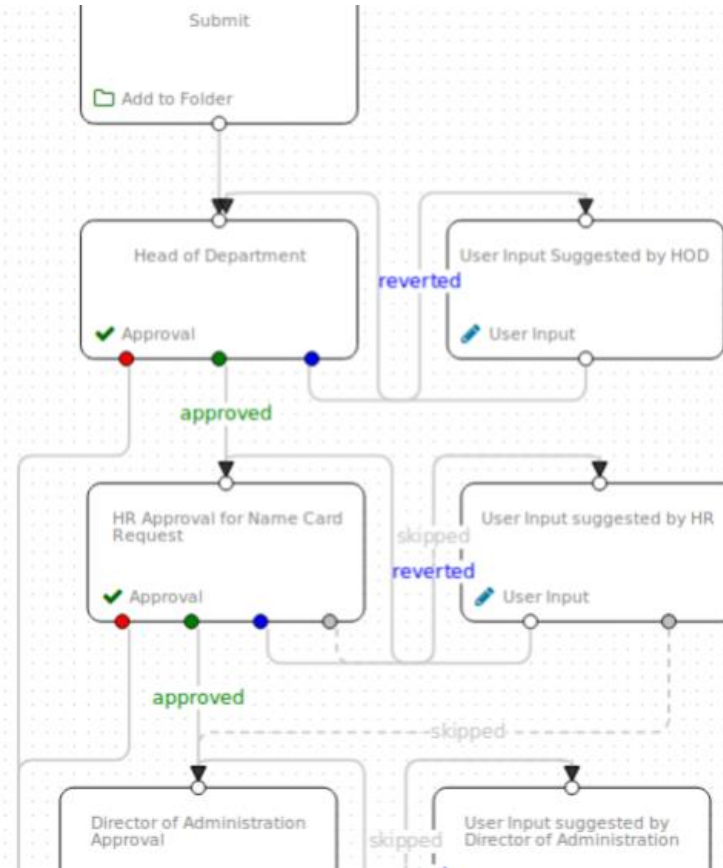 Submit
Add to Folder
Head of Department
Approval
User Input Suggested by HOD
User Input
reverted
approved
HR Approval for Name Card
Request
Approval
skipped
reverted
User Input suggested by HR
User Input
approved
skipped
Director of Administration
Approval
skipped
User Input suggested by
Director of Administration